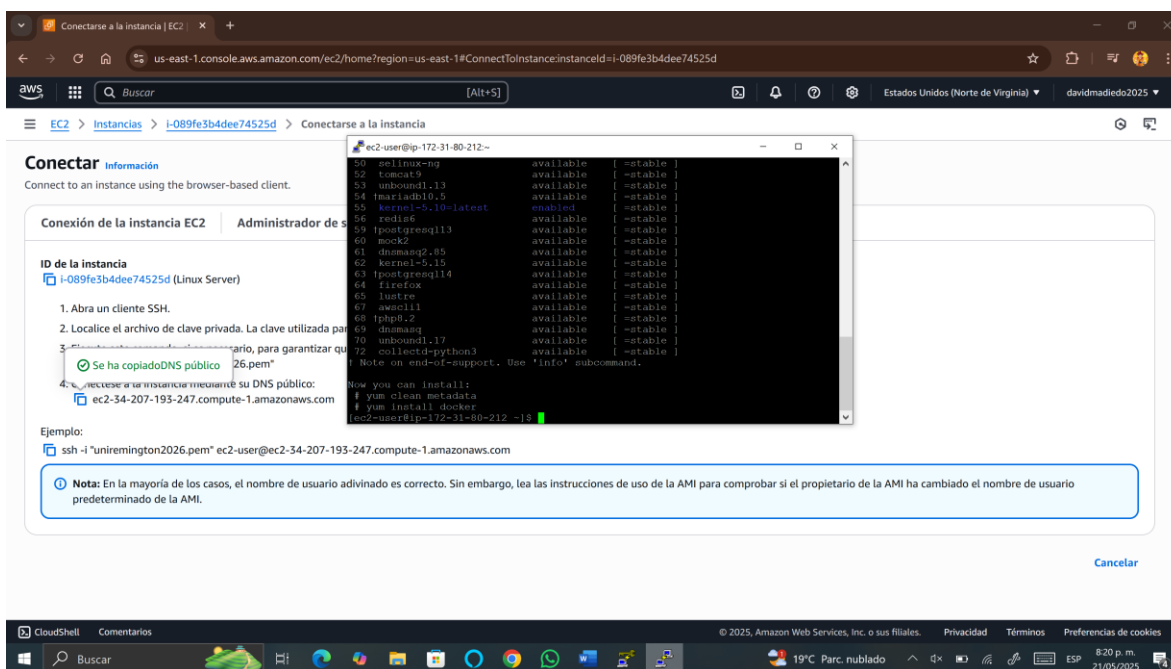 Conectarse a la instancia | EC2 |
us-east-1.console.aws.amazon.com/ec2/home?region=us-east-1#ConnectToInstance:instanceId=i-089fe3b4dee74525d
aws
Buscar [Alt+S]
Estados Unidos (Norte de Virginia)
davidmadiedo2025
EC2 > Instancias > i-089fe3b4dee74525d > Conectarse a la instancia
Conectar Información
Connect to an instance using the browser-based client.
Conexión de la instancia EC2
Administrador de s
ID de la instancia
i-089fe3b4dee74525d (Linux Server)
1. Abra un cliente SSH.
2. Localice el archivo de clave privada. La clave utilizada par
3. ario, para garantizar qu
26.pem"
Se ha copiadoDNS público
4. mediante su DNS público:
ec2-34-207-193-247.compute-1.amazonaws.com
Ejemplo:
ssh -i "uniremington2026.pem" ec2-user@ec2-34-207-193-247.compute-1.amazonaws.com
Nota: En la mayoría de los casos, el nombre de usuario adivinado es correcto. Sin embargo, lea las instrucciones de uso de la AMI para comprobar si el propietario de la AMI ha cambiado el nombre de usuario
predeterminado de la AMI.
Cancelar
ec2-user@ip-172-31-80-212:~
50 selinux-ng available [ =stable ]
52 tomcat9 available [ =stable ]
53 unbound1.13 available [ =stable ]
54 †mariadb10.5 available [ =stable ]
55 kernel-5.10=latest enabled [ =stable ]
56 redis6 available [ =stable ]
59 †postgresql13 available [ =stable ]
60 mock2 available [ =stable ]
61 dnsmasq2.85 available [ =stable ]
62 kernel-5.15 available [ =stable ]
63 †postgresql14 available [ =stable ]
64 firefox available [ =stable ]
65 lustre available [ =stable ]
67 awscli1 available [ =stable ]
68 †php8.2 available [ =stable ]
69 dnsmasq available [ =stable ]
70 unbound1.17 available [ =stable ]
72 collectd-python3 available [ =stable ]
† Note on end-of-support. Use 'info' subcommand.
Now you can install:
# yum clean metadata
# yum install docker
[ec2-user@ip-172-31-80-212 ~]$
CloudShell Comentarios
© 2025, Amazon Web Services, Inc. o sus filiales. Privacidad Términos Preferencias de cookies
Buscar
19°C Parc. nublado
ESP
8:20 p. m.
21/05/2025